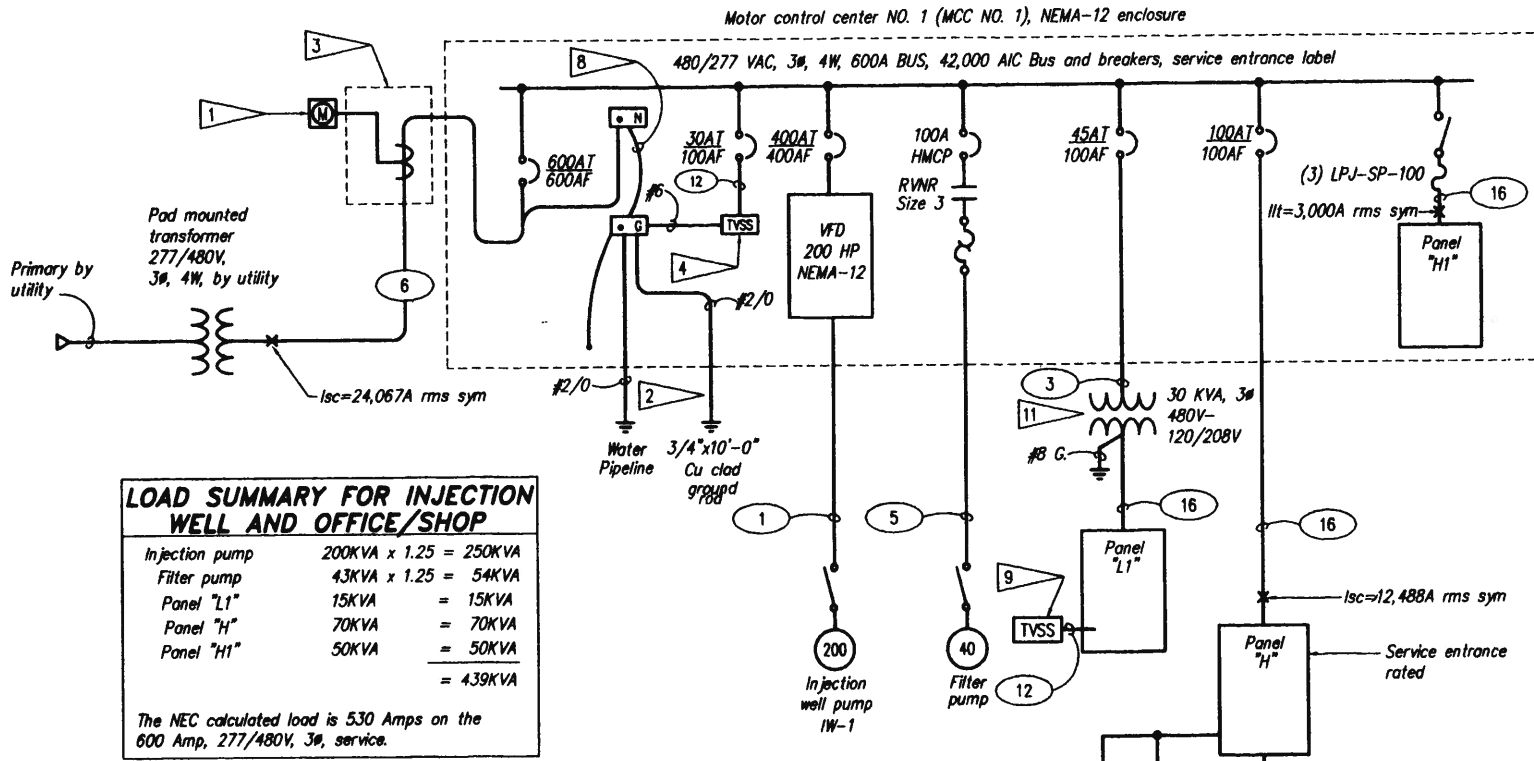 Motor control center NO. 1 (MCC NO. 1), NEMA-12 enclosure
480/277 VAC, 3ø, 4W, 600A BUS, 42,000 AIC Bus and breakers, service entrance label
3
8
1
M
N
600AT
600AF
30AT
100AF
400AT
400AF
100A
HMCP
45AT
100AF
100AT
100AF
(3) LPJ-SP-100
12
#6
RVNR
Size 3
16
Ilt=3,000A rms sym
G
TVSS
VFD
200 HP
NEMA-12
Panel
"H1"
4
Pad mounted
transformer
277/480V,
3ø, 4W, by utility
Primary by
utility
6
#2/0
Isc=24,067A rms sym
#2/0
2
3
11
30 KVA, 3ø
480V-
120/208V
#8 G.
Water
Pipeline
3/4"x10'-0"
Cu clad
ground
rod
1
5
16
16
LOAD SUMMARY FOR INJECTION
WELL AND OFFICE/SHOP
Injection pump 200KVA x 1.25 = 250KVA
Filter pump 43KVA x 1.25 = 54KVA
Panel "L1" 15KVA = 15KVA
Panel "H" 70KVA = 70KVA
Panel "H1" 50KVA = 50KVA
= 439KVA
The NEC calculated load is 530 Amps on the
600 Amp, 277/480V, 3ø, service.
Panel
"L1"
9
TVSS
12
Isc=12,488A rms sym
Panel
"H"
Service entrance
rated
200
Injection
well pump
IW-1
40
Filter
pump